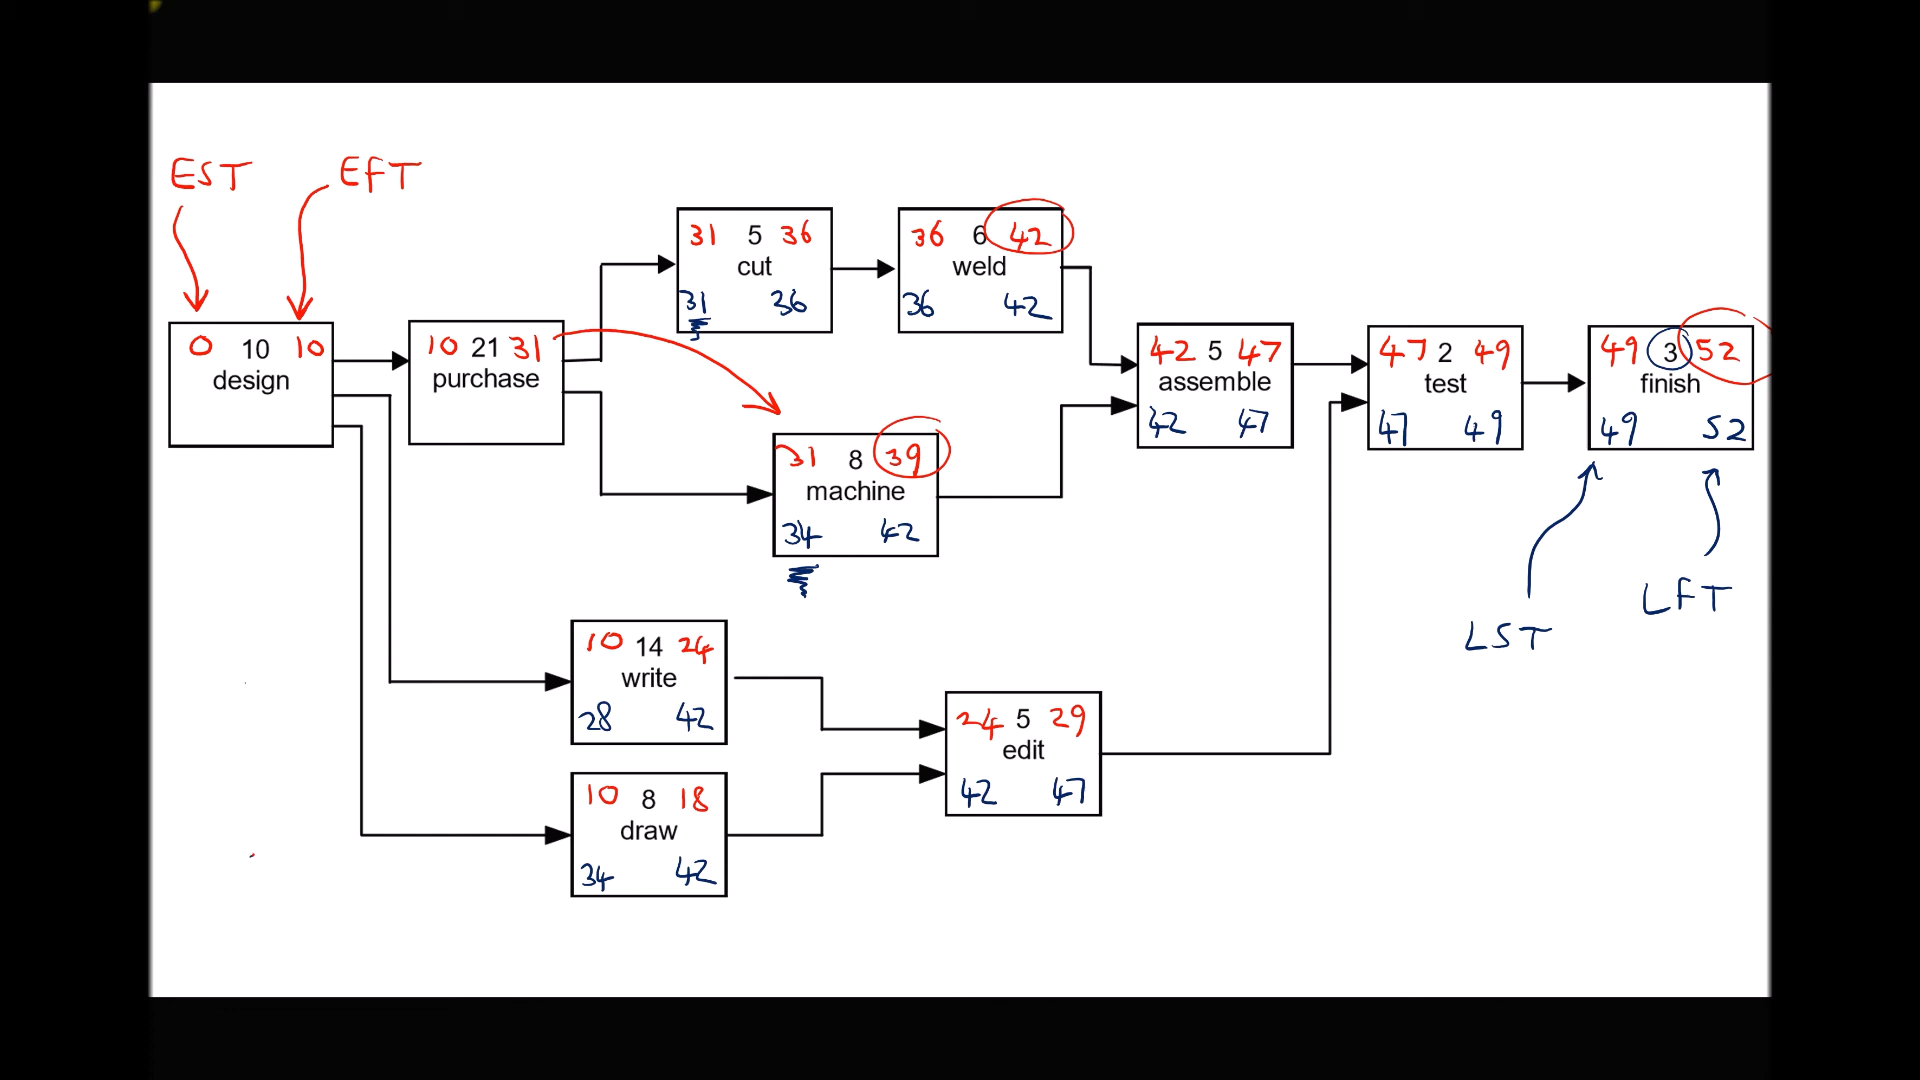 EST
EFT
0 10 10
design
10 21 31
purchase
31 5 36
cut
31 36
36 6 42
weld
36 42
31 8 39
machine
34 42
42 5 47
assemble
42 47
47 2 49
test
47 49
49 3 52
finish
49 52
LST
LFT
10 14 24
write
28 42
10 8 18
draw
34 42
24 5 29
edit
42 47